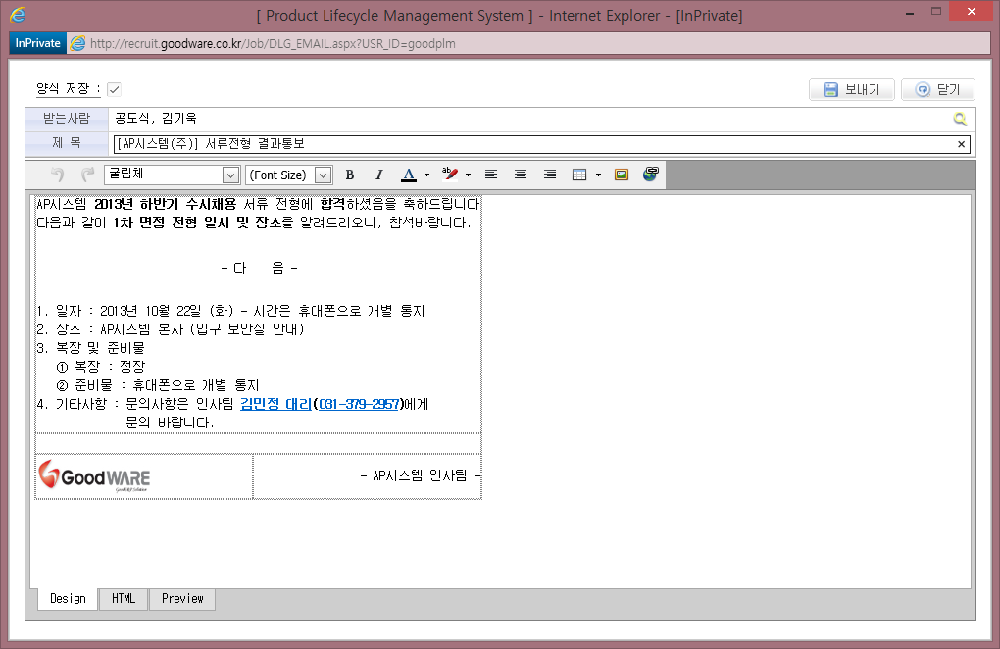 [ Product Lifecycle Management System ] - Internet Explorer - [InPrivate]
InPrivate http://recruit.goodware.co.kr/Job/DLG_EMAIL.aspx?USR_ID=goodplm
양식 저장 :
보내기 닫기
받는사람 공도식, 김기욱
제 목 [AP시스템(주)] 서류전형 결과통보
굴림체 (Font Size) B I A ab
AP시스템 2013년 하반기 수시채용 서류 전형에 합격하셨음을 축하드립니다
다음과 같이 1차 면접 전형 일시 및 장소를 알려드리오니, 참석바랍니다.
- 다 음 -
1. 일자 : 2013년 10월 22일 (화) - 시간은 휴대폰으로 개별 통지
2. 장소 : AP시스템 본사 (입구 보안실 안내)
3. 복장 및 준비물
① 복장 : 정장
② 준비물 : 휴대폰으로 개별 통지
4. 기타사항 : 문의사항은 인사팀 김민정 대리(031-379-2957)에게
문의 바랍니다.
GoodWARE
- AP시스템 인사팀 -
Design HTML Preview